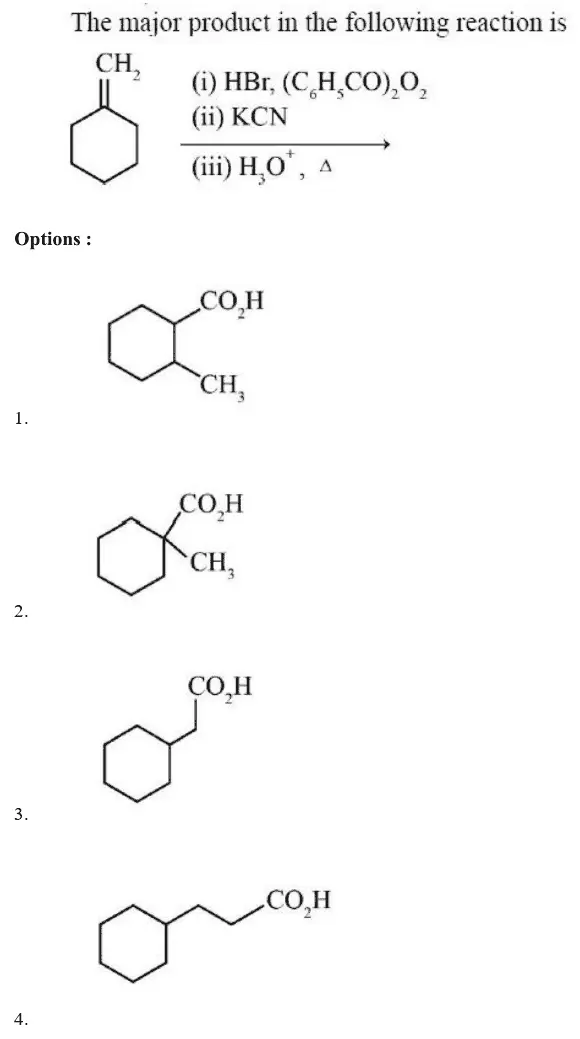 The major product in the following reaction is
CH₂
(i) HBr, (C₆H₅CO)₂O₂
(ii) KCN
(iii) H₃O⁺, Δ
Options :
CO₂H
CH₃
1.
CO₂H
CH₃
2.
CO₂H
3.
CO₂H
4.